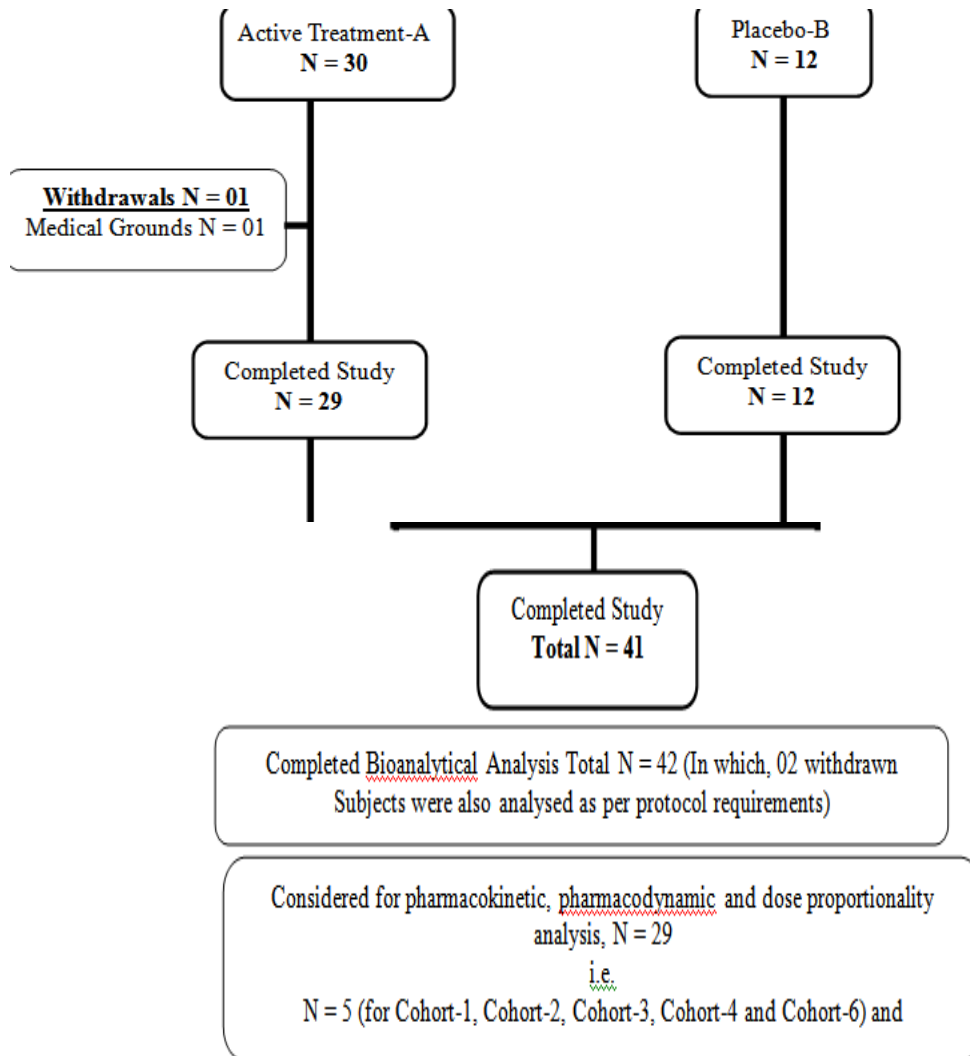 Active Treatment-A
N = 30
Placebo-B
N = 12
Withdrawals N = 01
Medical Grounds N = 01
Completed Study
N = 29
Completed Study
N = 12
Completed Study
Total N = 41
Completed Bioanalytical Analysis Total N = 42 (In which, 02 withdrawn
Subjects were also analysed as per protocol requirements)
Considered for pharmacokinetic, pharmacodynamic and dose proportionality
analysis, N = 29
i.e.
N = 5 (for Cohort-1, Cohort-2, Cohort-3, Cohort-4 and Cohort-6) and